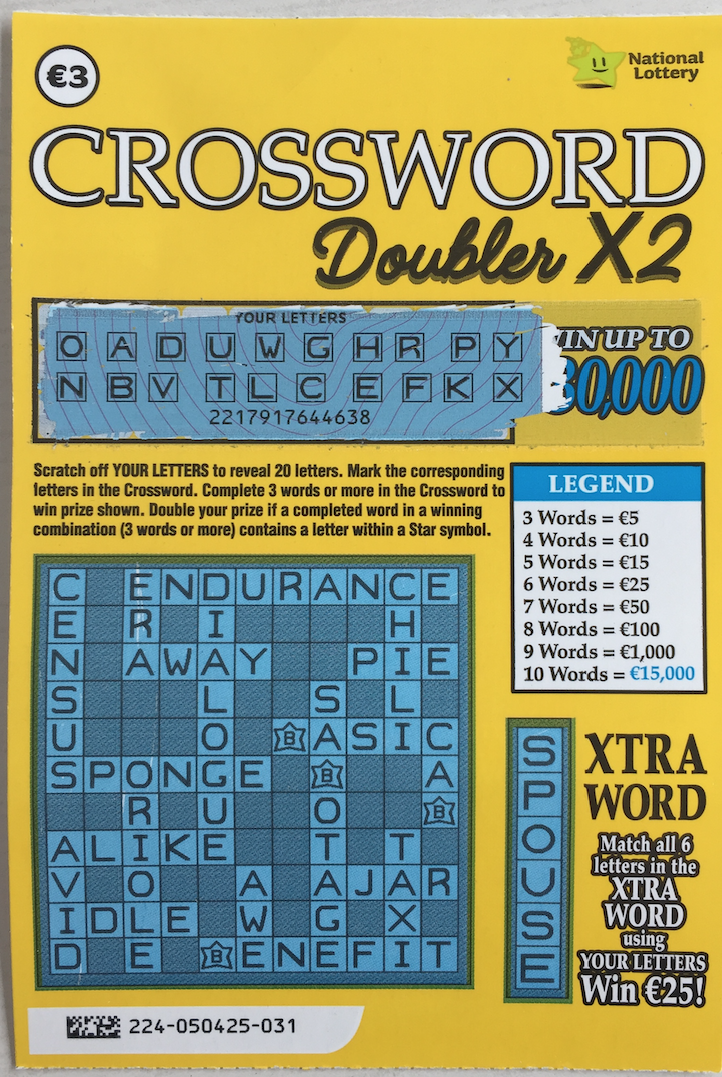 €3
National
Lottery
CROSSWORD
Doubler X2
YOUR LETTERS
O A D U W G H R P Y
N B V T L C E F K X
2217917644638
WIN UP TO
30,000
Scratch off YOUR LETTERS to reveal 20 letters. Mark the corresponding
letters in the Crossword. Complete 3 words or more in the Crossword to
win prize shown. Double your prize if a completed word in a winning
combination (3 words or more) contains a letter within a Star symbol.
LEGEND
3 Words = €5
4 Words = €10
5 Words = €15
6 Words = €25
7 Words = €50
8 Words = €100
9 Words = €1,000
10 Words = €15,000
C ENDURANCE
E R I H
N AWAY PIE
S L S L
U O BASIC
SPONGE B A
R U O B
ALIKE T T
V O A AJAR
IDLE W G X
D E BENEFIT
S
P
O
U
S
E
XTRA
WORD
Match all 6
letters in the
XTRA
WORD
using
YOUR LETTERS
Win €25!
224-050425-031